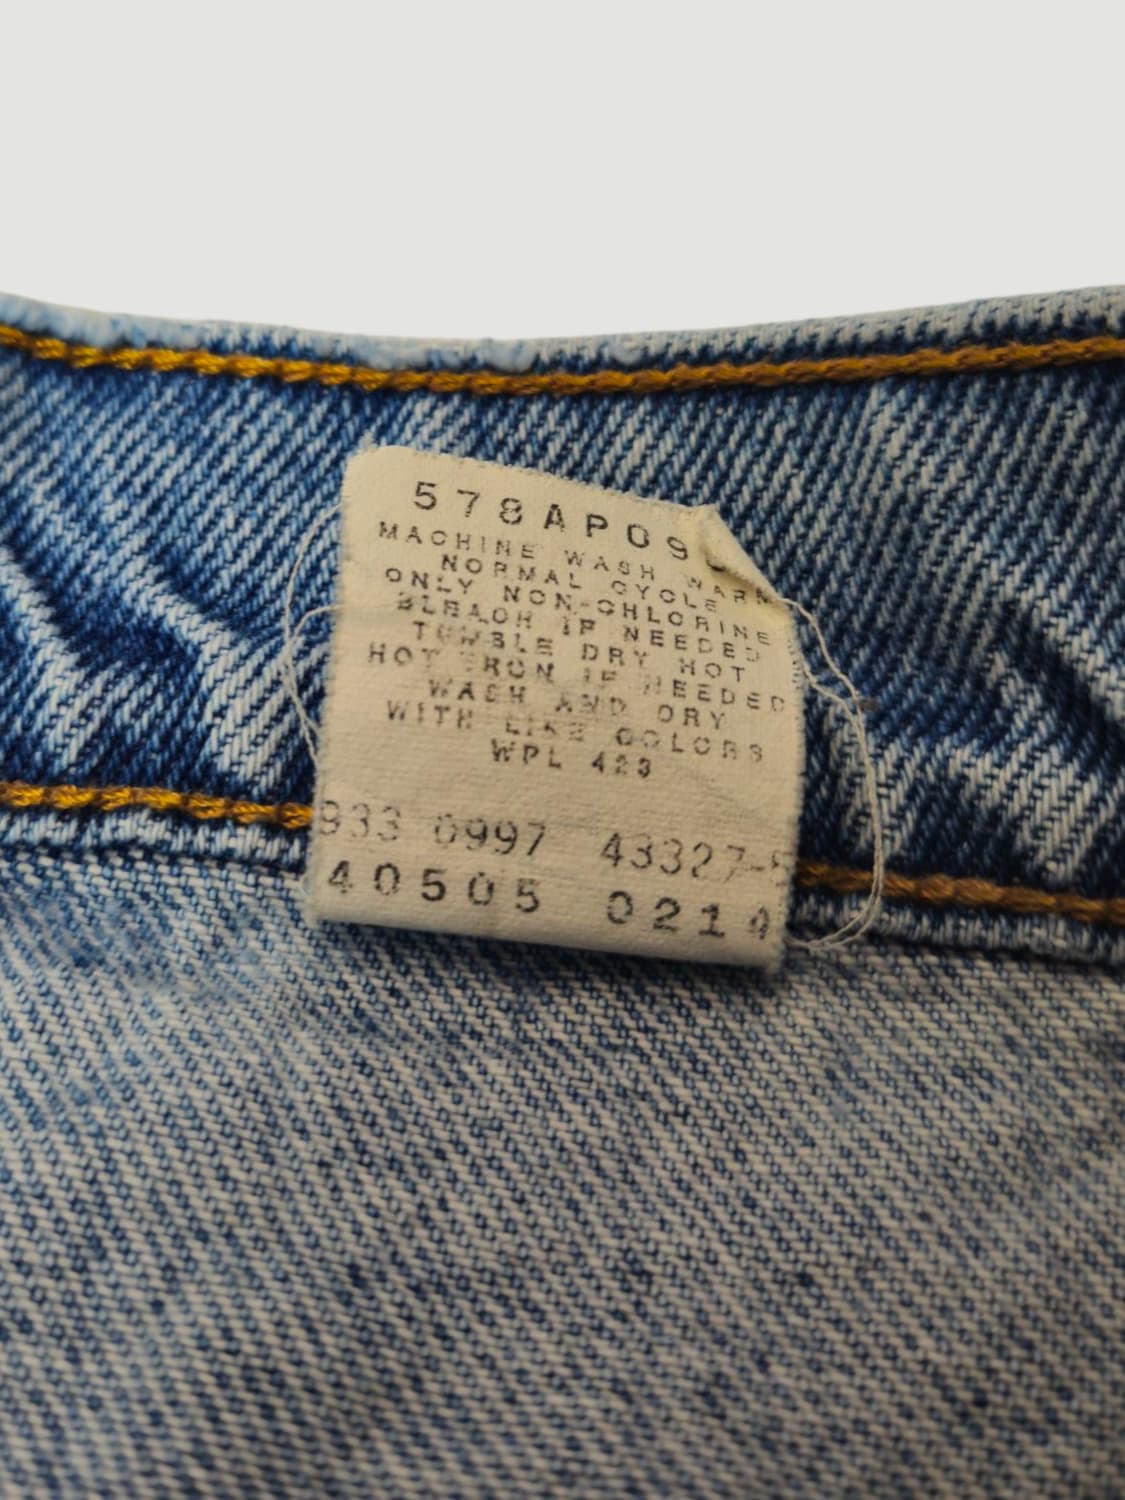 578AP09
MACHINE WASH WARM
NORMAL CYCLE
ONLY NON-CHLORINE
BLEACH IF NEEDED
TUMBLE DRY HOT
HOT IRON IF NEEDED
WASH AND DRY
WITH LIKE COLORS
WPL 423
933 0997 43327-
40505 0214